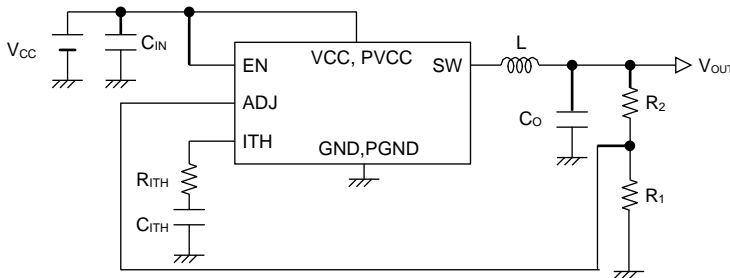 VCC
CIN
EN
VCC, PVCC
SW
L
VOUT
ADJ
R2
CO
ITH
GND,PGND
RITH
R1
CITH